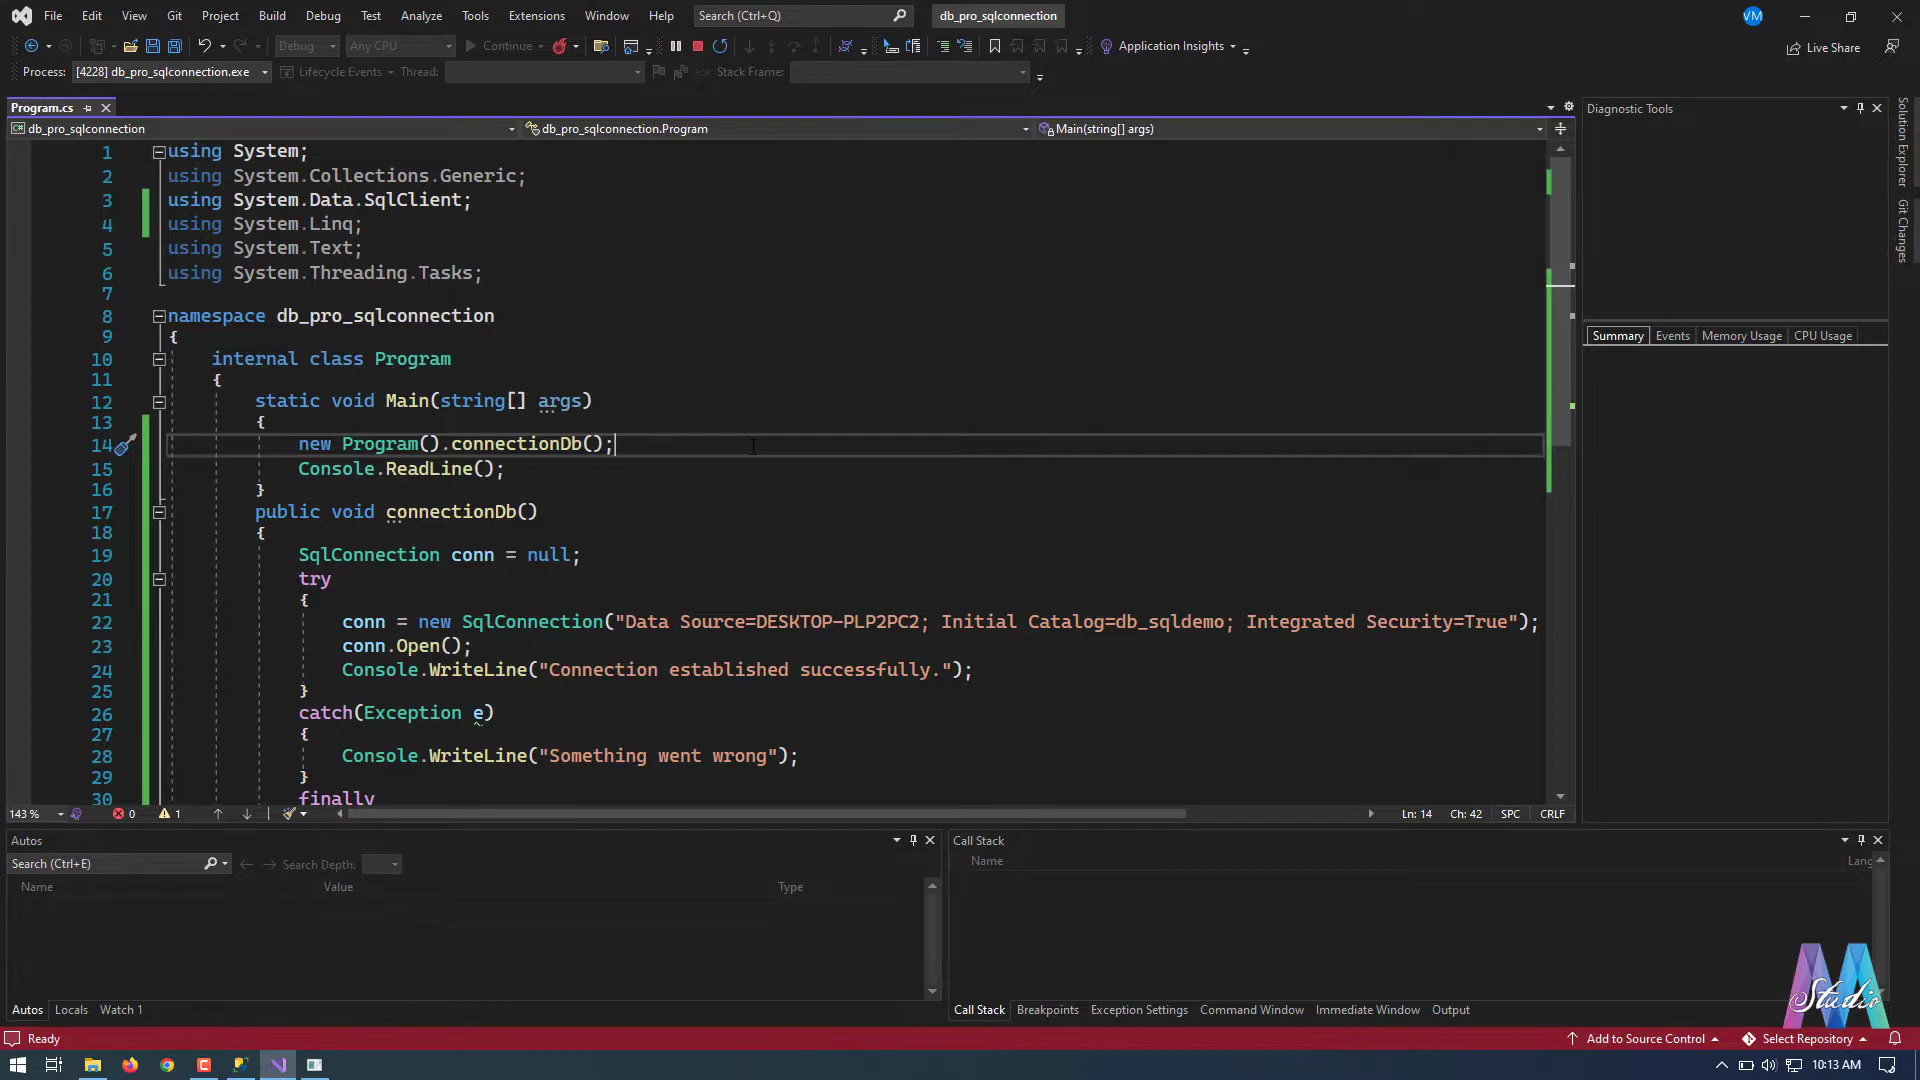 File Edit View Git Project Build Debug Test Analyze Tools Extensions Window Help Search (Ctrl+Q) db_pro_sqlconnection VM
Debug Any CPU Continue Application Insights Live Share
Process: [4228] db_pro_sqlconnection.exe Lifecycle Events Thread: Stack Frame:
Program.cs
db_pro_sqlconnection db_pro_sqlconnection.Program Main(string[] args)
1 using System;
2 using System.Collections.Generic;
3 using System.Data.SqlClient;
4 using System.Linq;
5 using System.Text;
6 using System.Threading.Tasks;
7
8 namespace db_pro_sqlconnection
9 {
10 internal class Program
11 {
12 static void Main(string[] args)
13 {
14 new Program().connectionDb();
15 Console.ReadLine();
16 }
17 public void connectionDb()
18 {
19 SqlConnection conn = null;
20 try
21 {
22 conn = new SqlConnection("Data Source=DESKTOP-PLP2PC2; Initial Catalog=db_sqldemo; Integrated Security=True");
23 conn.Open();
24 Console.WriteLine("Connection established successfully.");
25 }
26 catch(Exception e)
27 {
28 Console.WriteLine("Something went wrong");
29 }
30 finally
143 % 0 1 Ln: 14 Ch: 42 SPC CRLF
Diagnostic Tools
Summary Events Memory Usage CPU Usage
Solution Explorer
Git Changes
Autos
Search (Ctrl+E) Search Depth:
Name Value Type
Autos Locals Watch 1
Call Stack
Name Lang
Call Stack Breakpoints Exception Settings Command Window Immediate Window Output
Studio
Ready Add to Source Control Select Repository
10:13 AM